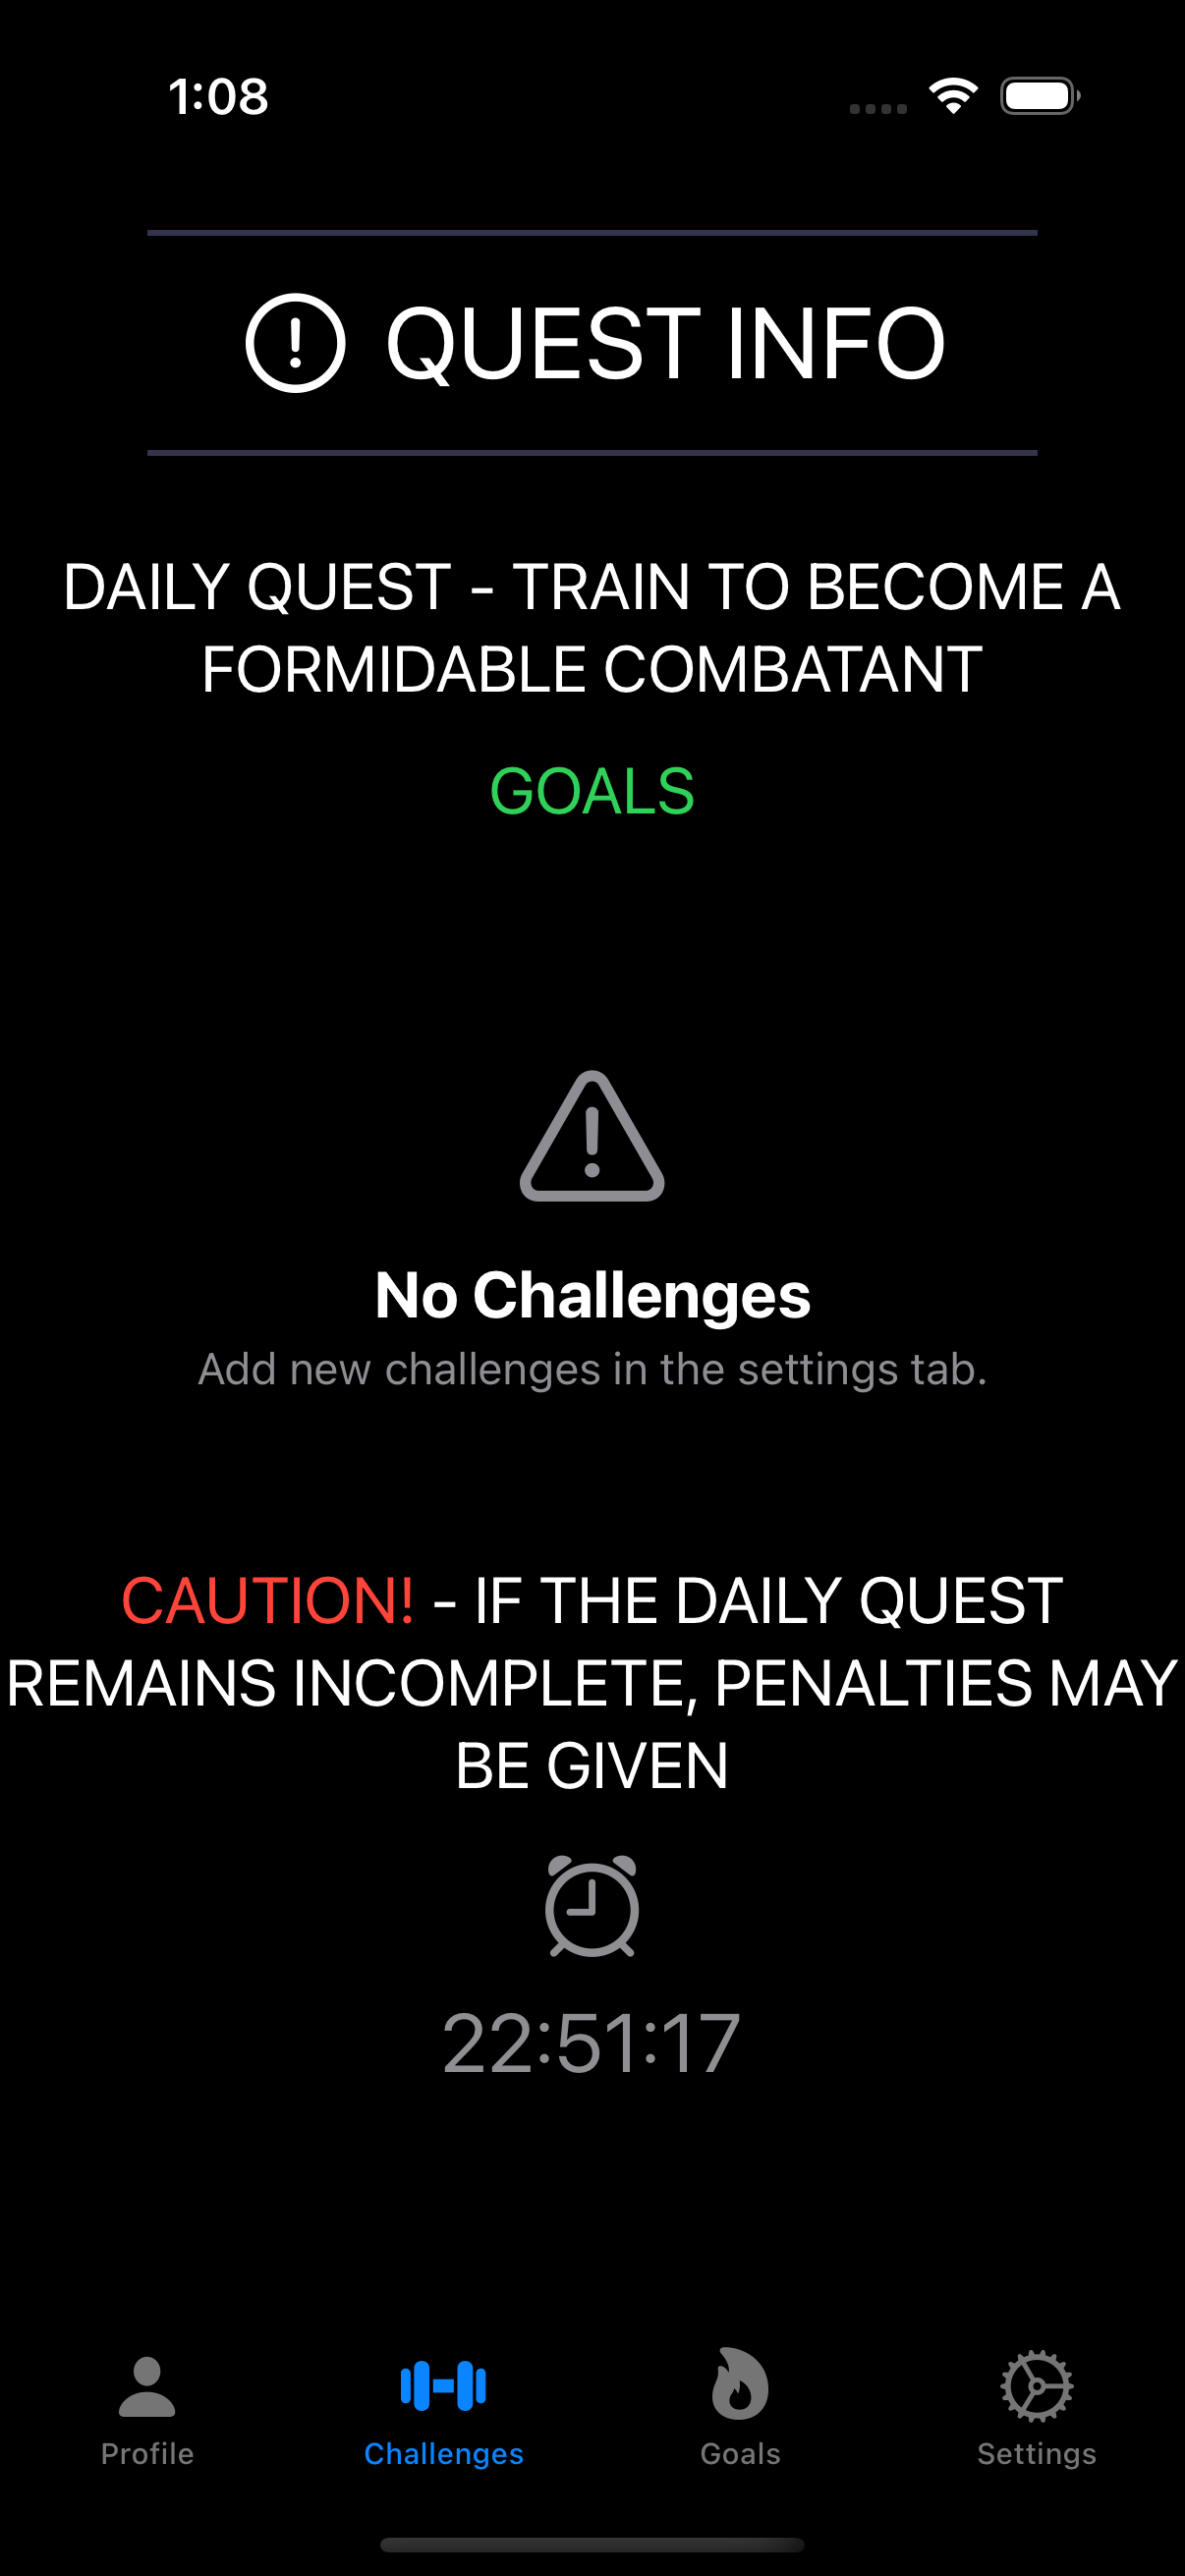 1:08
QUEST INFO
DAILY QUEST - TRAIN TO BECOME A
FORMIDABLE COMBATANT
GOALS
No Challenges
Add new challenges in the settings tab.
CAUTION! - IF THE DAILY QUEST
REMAINS INCOMPLETE, PENALTIES MAY
BE GIVEN
22:51:17
Profile
Challenges
Goals
Settings